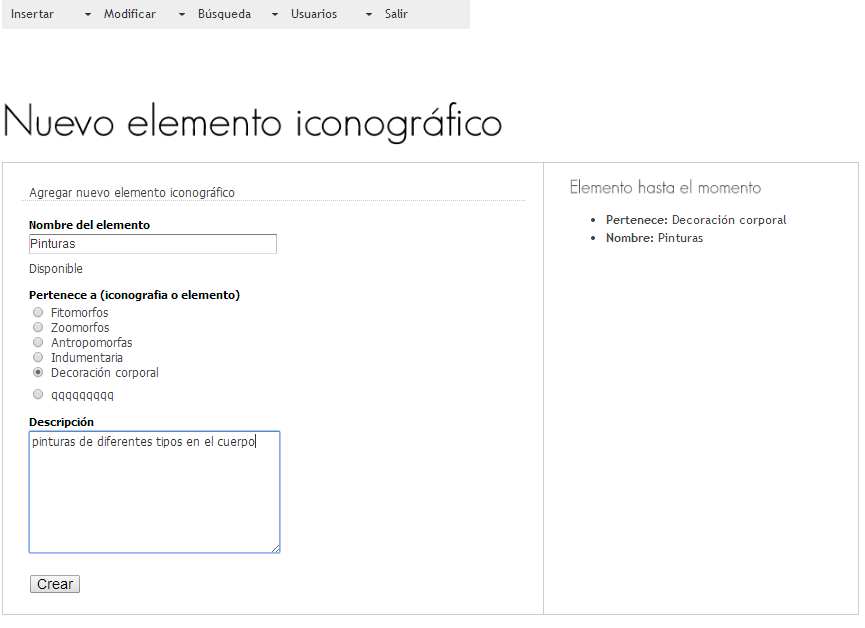 Insertar Modificar Búsqueda Usuarios Salir
Nuevo elemento iconográfico
Agregar nuevo elemento iconográfico
Nombre del elemento
Pinturas
Disponible
Pertenece a (iconografia o elemento)
Fitomorfos
Zoomorfos
Antropomorfas
Indumentaria
Decoración corporal
qqqqqqqqq
Descripción
pinturas de diferentes tipos en el cuerpo
Crear
Elemento hasta el momento
Pertenece: Decoración corporal
Nombre: Pinturas